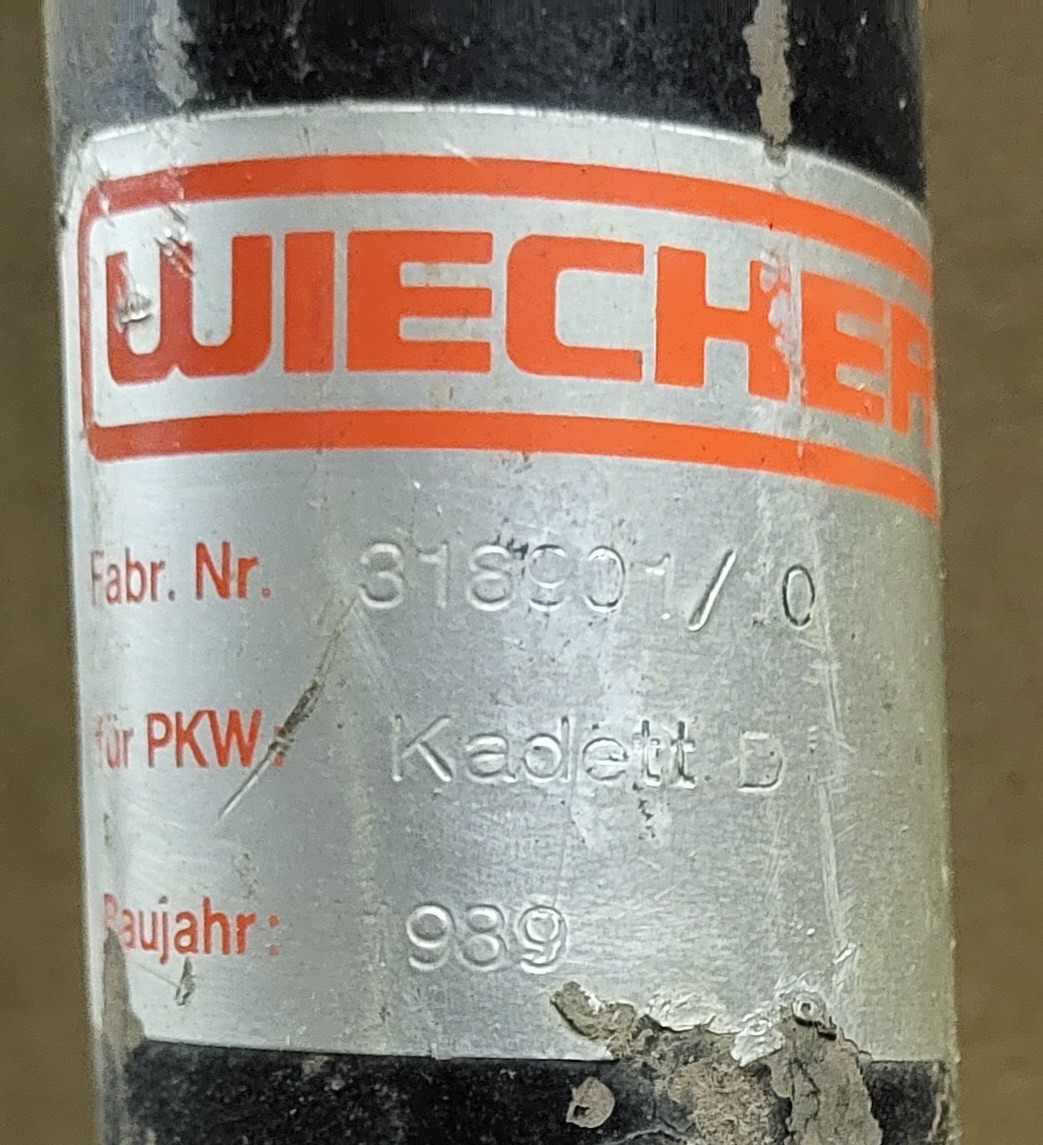 WIECHER
Fabr. Nr. 318901/ 0
für PKW: Kadett D
Baujahr: 1989